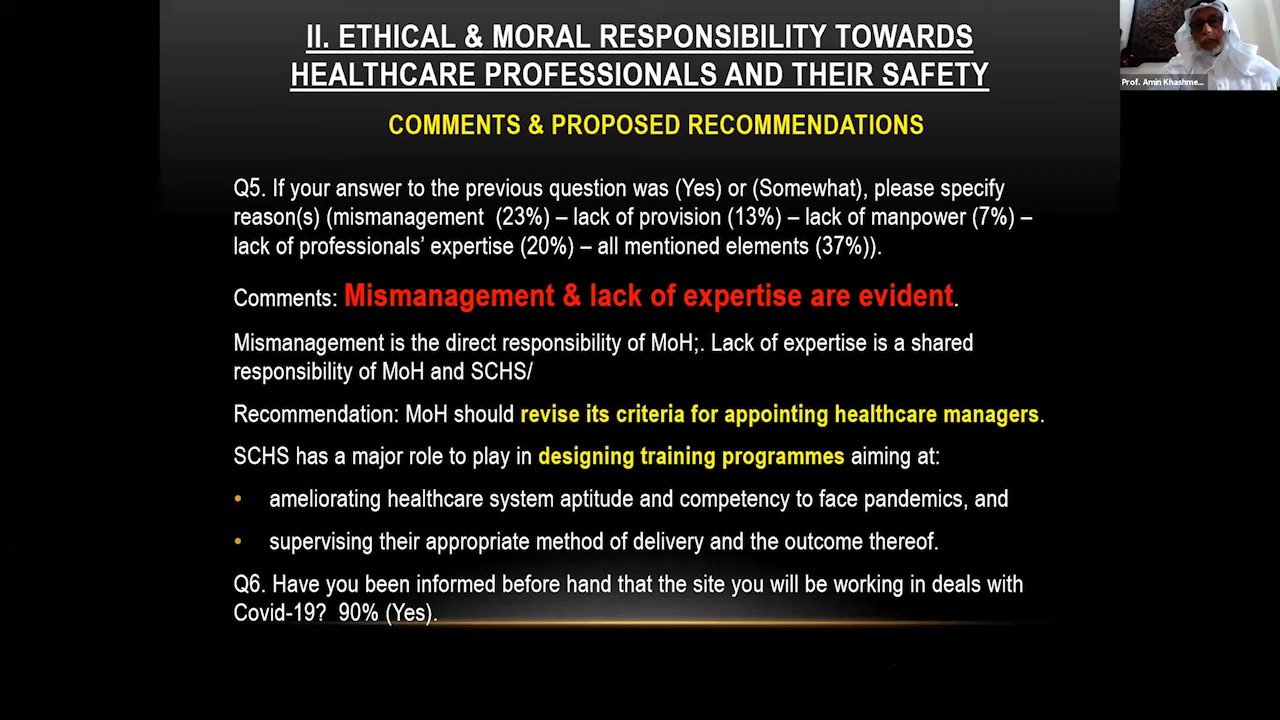 II. ETHICAL & MORAL RESPONSIBILITY TOWARDS
HEALTHCARE PROFESSIONALS AND THEIR SAFETY
COMMENTS & PROPOSED RECOMMENDATIONS
Q5. If your answer to the previous question was (Yes) or (Somewhat), please specify
reason(s) (mismanagement (23%) – lack of provision (13%) – lack of manpower (7%) –
lack of professionals’ expertise (20%) – all mentioned elements (37%)).
Comments: Mismanagement & lack of expertise are evident.
Mismanagement is the direct responsibility of MoH;. Lack of expertise is a shared
responsibility of MoH and SCHS/
Recommendation: MoH should revise its criteria for appointing healthcare managers.
SCHS has a major role to play in designing training programmes aiming at:
• ameliorating healthcare system aptitude and competency to face pandemics, and
• supervising their appropriate method of delivery and the outcome thereof.
Q6. Have you been informed before hand that the site you will be working in deals with
Covid-19? 90% (Yes).
Prof. Amin Khashme...